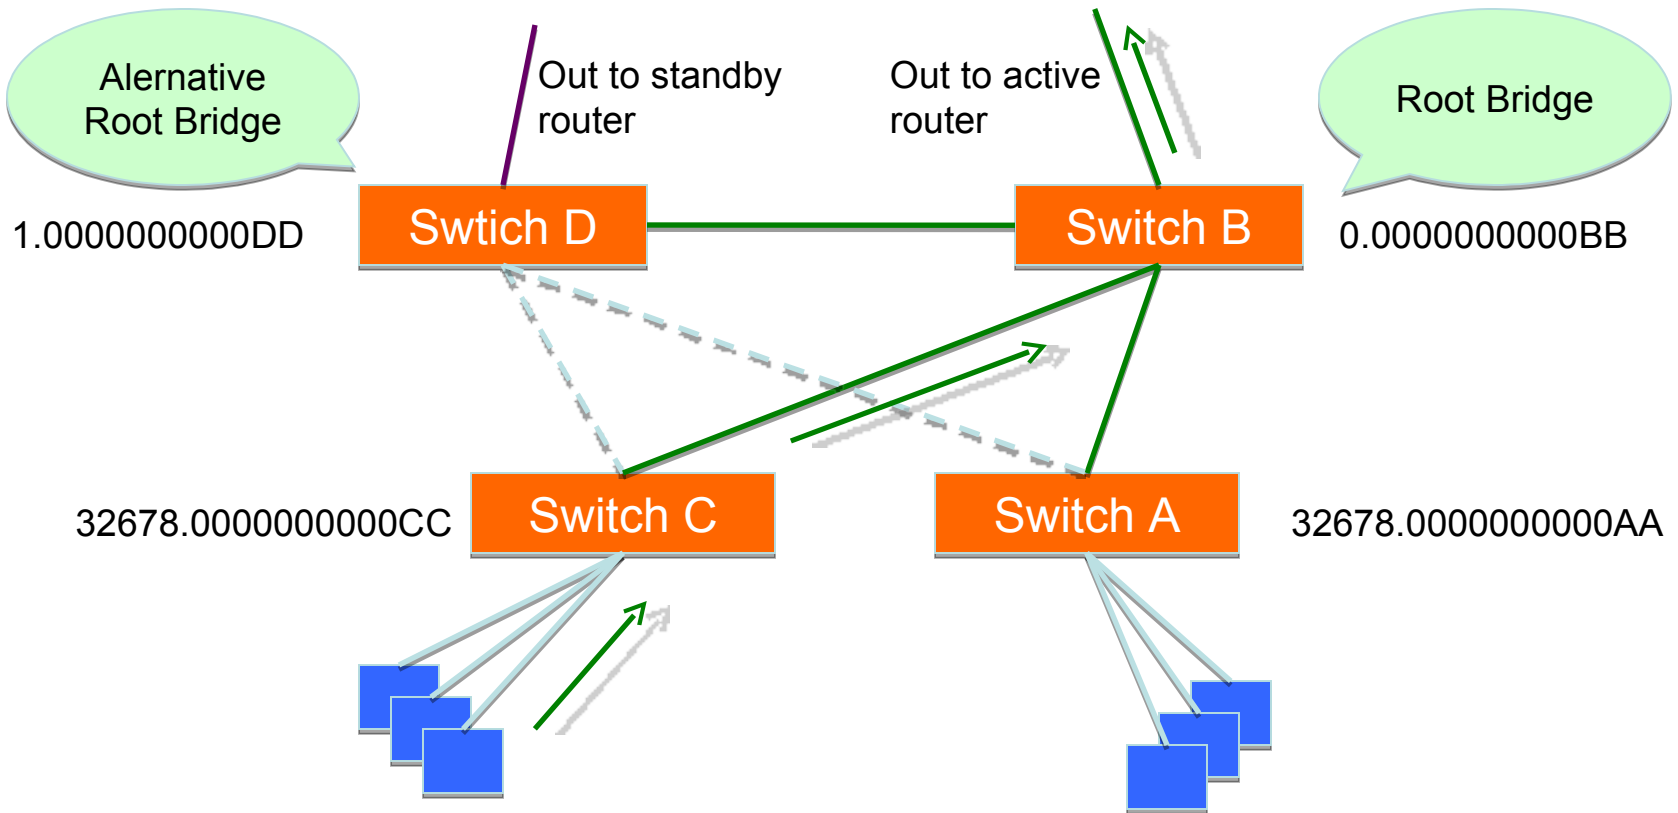 Alernative
Root Bridge
Out to standby
router
Out to active
router
Root Bridge
1.0000000000DD
Swtich D
Switch B
0.0000000000BB
32678.0000000000CC
Switch C
Switch A
32678.0000000000AA